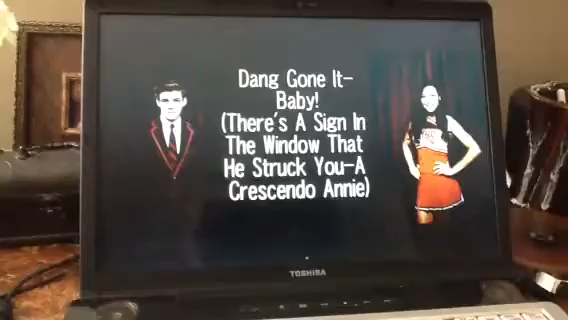 Dang Gone It-
Baby!
(There's A Sign In
The Window That
He Struck You-A
Crescendo Annie)
TOSHIBA